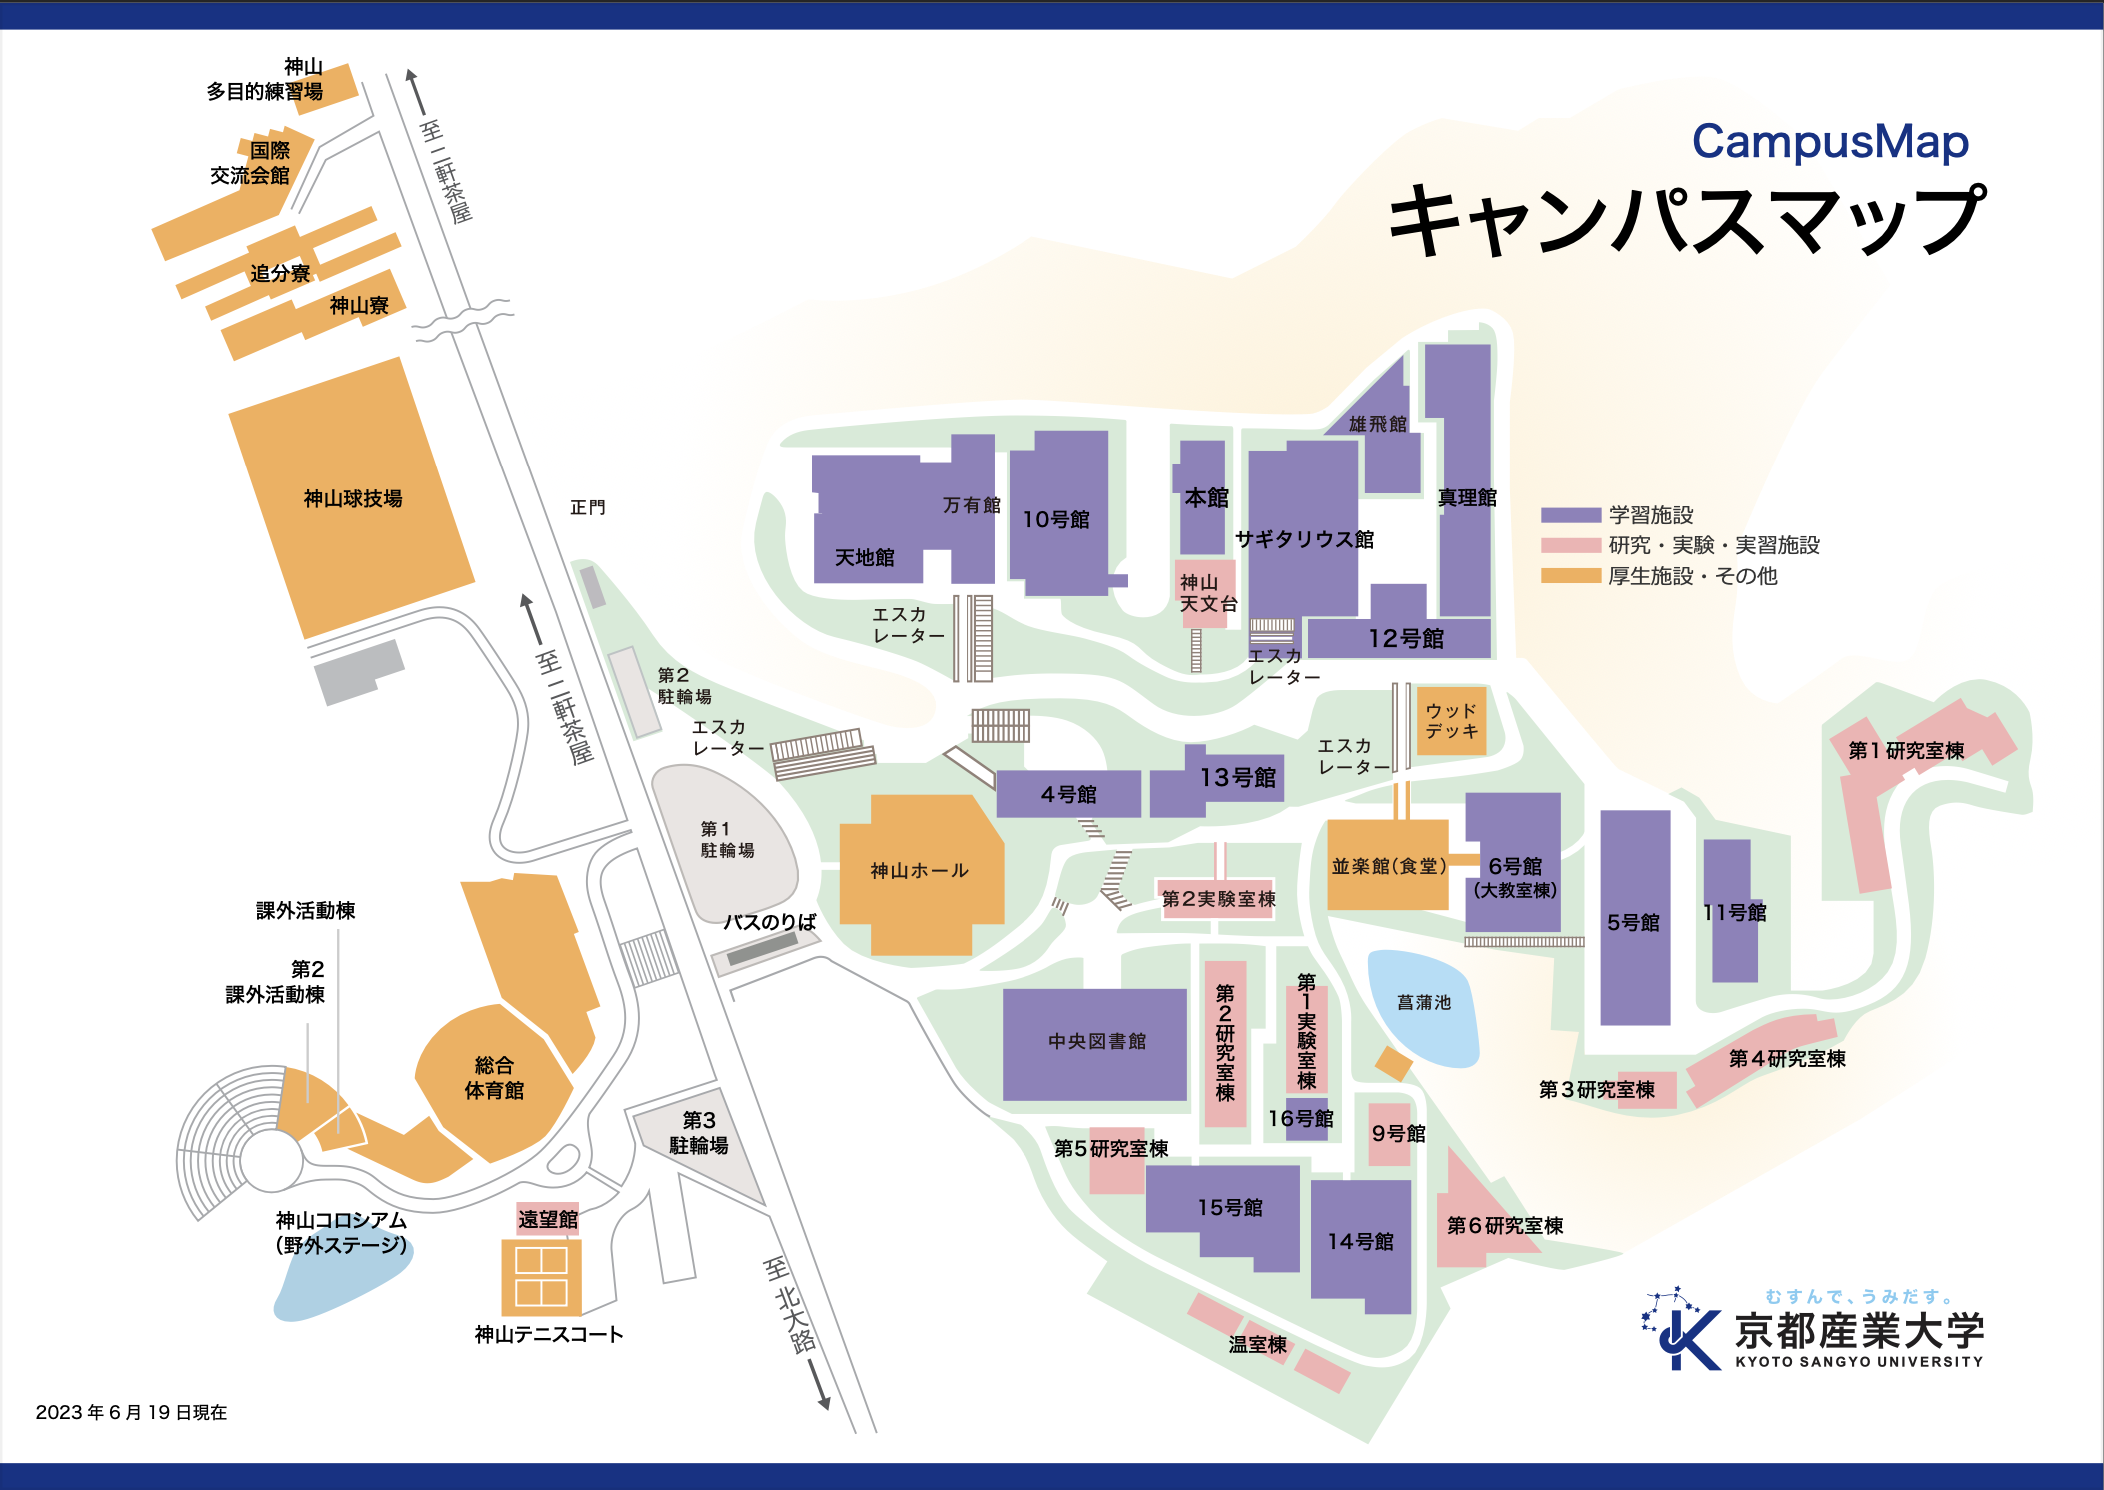 CampusMap
キャンパスマップ
神山
多目的練習場
国際
交流会館
追分寮
神山寮
至 二軒茶屋
神山球技場
正門
至 二軒茶屋
雄飛館
万有館
10号館
本館
真理館
サギタリウス館
天地館
学習施設
研究・実験・実習施設
厚生施設・その他
神山
天文台
エスカ
レーター
12号館
エスカ
レーター
第2
駐輪場
エスカ
レーター
ウッド
デッキ
エスカ
レーター
第1研究室棟
13号館
4号館
第1
駐輪場
神山ホール
並楽館(食堂)
6号館
(大教室棟)
第2実験室棟
5号館
11号館
バスのりば
課外活動棟
第2
課外活動棟
菖蒲池
中央図書館
第2研究室棟
第1実験室棟
総合
体育館
第4研究室棟
第3研究室棟
第3
駐輪場
16号館
9号館
第5研究室棟
15号館
14号館
第6研究室棟
神山コロシアム
(野外ステージ)
遠望館
神山テニスコート
至 北大路
温室棟
むすんで、うみだす。
京都産業大学
KYOTO SANGYO UNIVERSITY
2023年6月19日現在